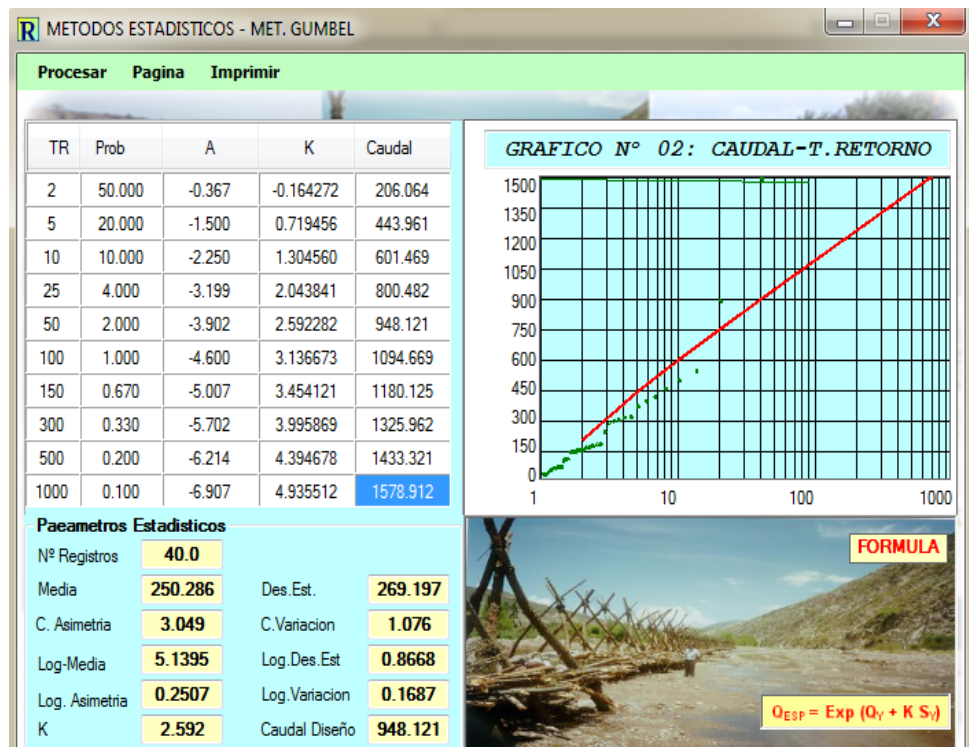 R METODOS ESTADISTICOS - MET. GUMBEL
Procesar Pagina Imprimir
TR Prob A K Caudal
2 50.000 -0.367 -0.164272 206.064
5 20.000 -1.500 0.719456 443.961
10 10.000 -2.250 1.304560 601.469
25 4.000 -3.199 2.043841 800.482
50 2.000 -3.902 2.592282 948.121
100 1.000 -4.600 3.136673 1094.669
150 0.670 -5.007 3.454121 1180.125
300 0.330 -5.702 3.995869 1325.962
500 0.200 -6.214 4.394678 1433.321
1000 0.100 -6.907 4.935512 1578.912
GRAFICO Nº 02: CAUDAL-T.RETORNO
1500
1350
1200
1050
900
750
600
450
300
150
0
1 10 100 1000
Paeametros Estadisticos
Nº Registros 40.0
Media 250.286 Des.Est. 269.197
C. Asimetria 3.049 C.Variacion 1.076
Log-Media 5.1395 Log.Des.Est 0.8668
Log. Asimetria 0.2507 Log.Variacion 0.1687
K 2.592 Caudal Diseño 948.121
FORMULA
Q_ESP = Exp (Q_Y + K S_Y)